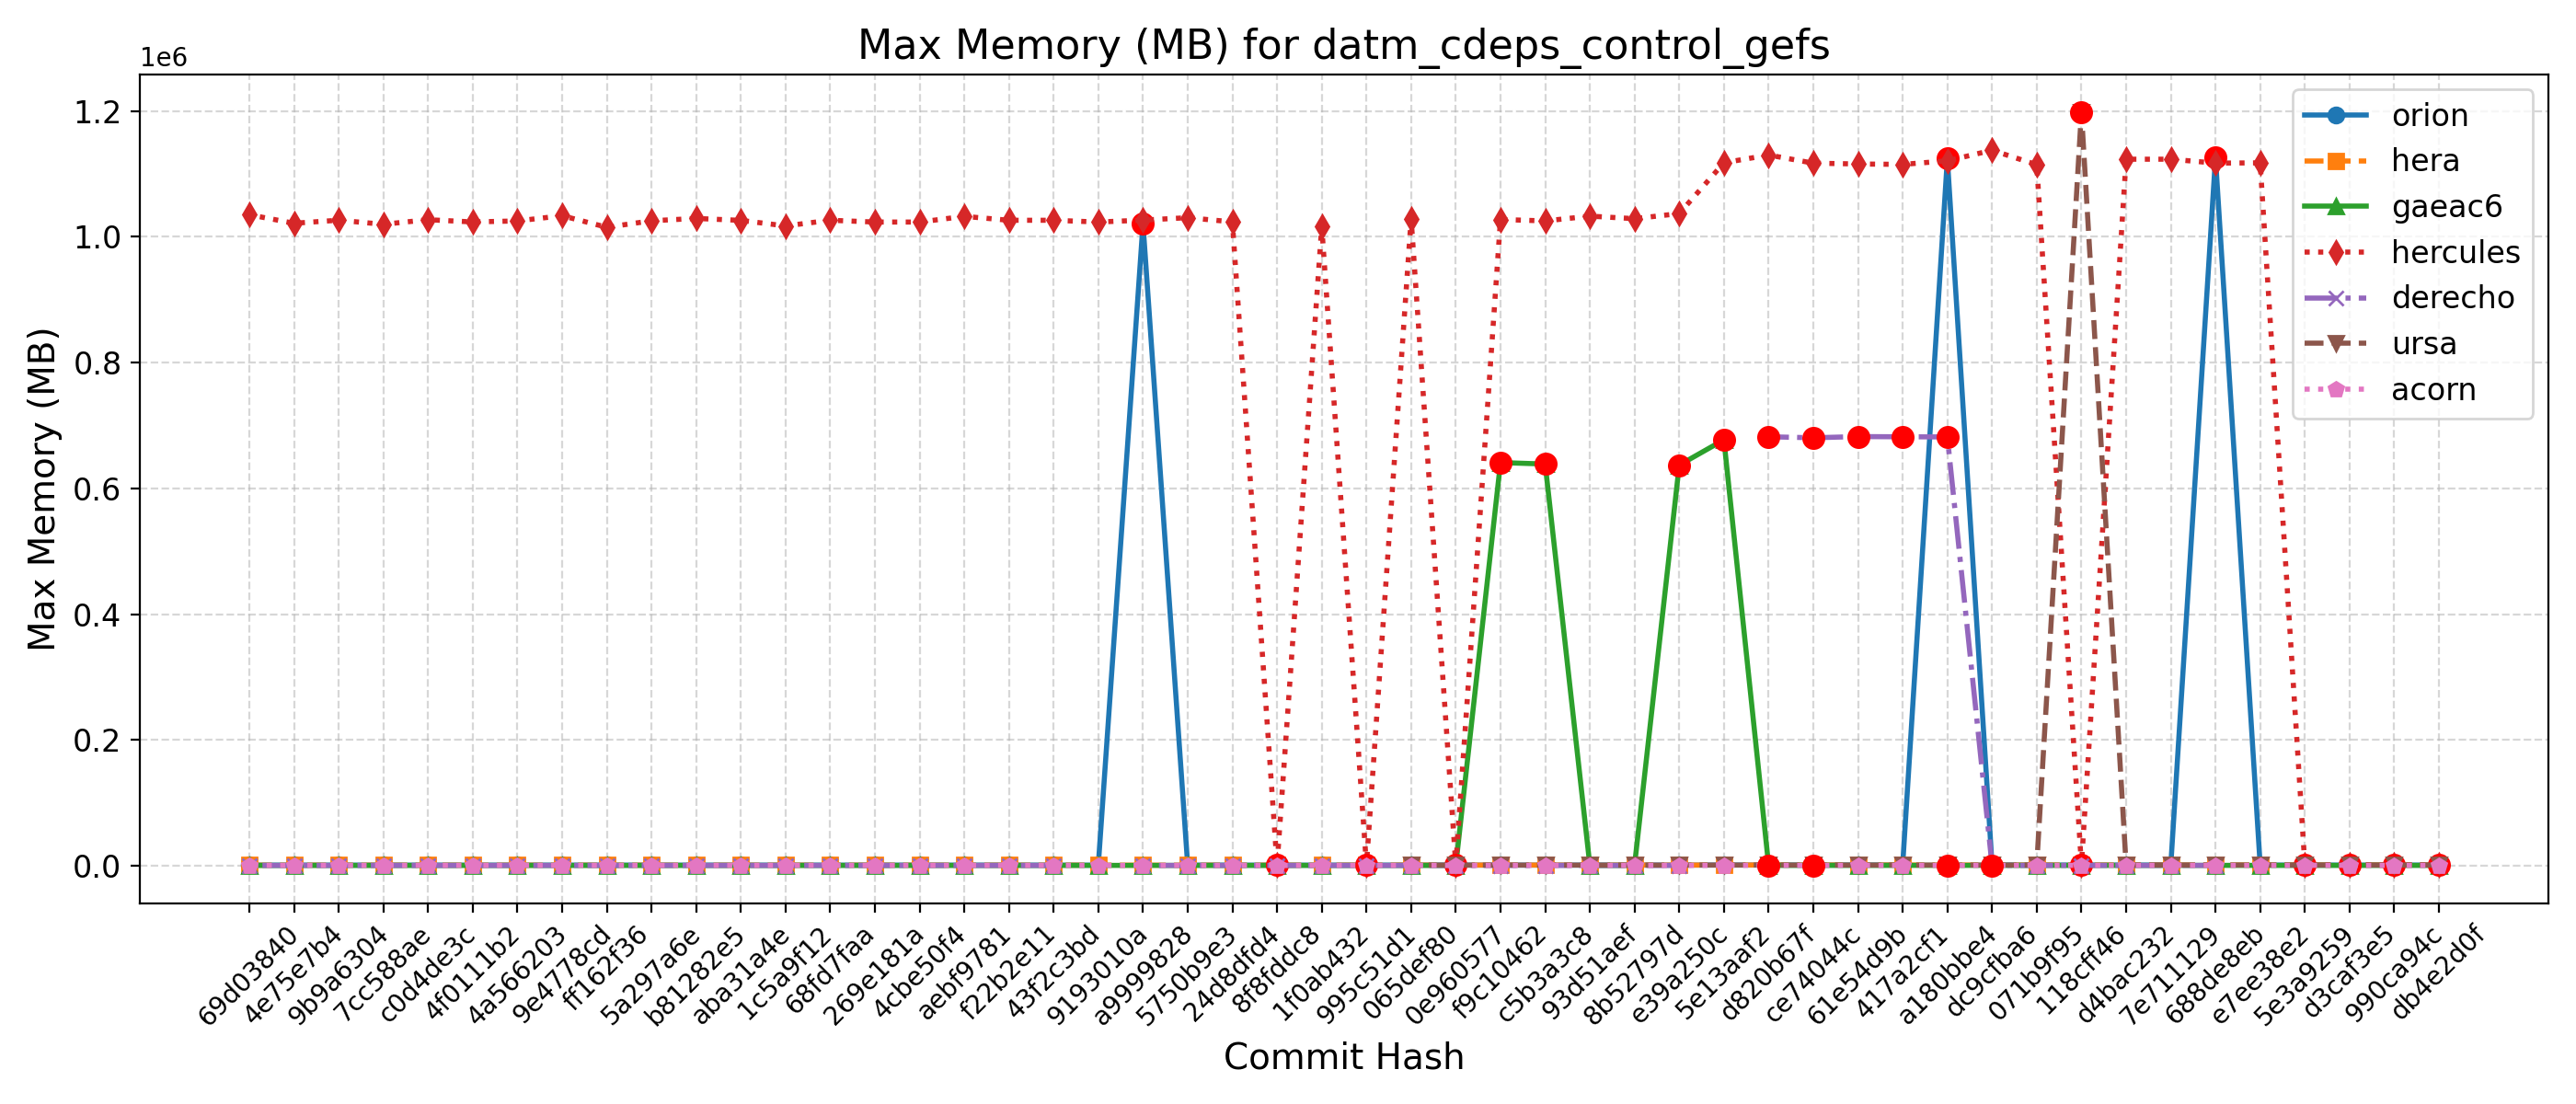 Max Memory (MB) for datm_cdeps_control_gefs
1e6
1.2
1.0
0.8
0.6
0.4
0.2
0.0
Max Memory (MB)
orion
hera
gaeac6
hercules
derecho
ursa
acorn
69d03840
4e75e7b4
9b9a6304
7cc588ae
c0d4de3c
4f0111b2
4a566203
9e4778cd
ff162f36
5a297a6e
b81282e5
aba31a4e
1c5a9f12
68fd7faa
269e181a
4cbe50f4
aebf9781
f22b2e11
43f2c3bd
9193010a
a9999828
5750b9e3
24d8dfd4
8f8fddc8
1f0ab432
995c51d1
065def80
0e960577
f9c10462
c5b3a3c8
93d51aef
8b52797d
e39a250c
5e13aaf2
d820b67f
ce74044c
61e54d9b
417a2cf1
a180bbe4
dc9cfba6
071b9f95
118cff46
d4bac232
7e711129
688de8eb
e7ee38e2
5e3a9259
d3caf3e5
990ca94c
db4e2d0f
Commit Hash